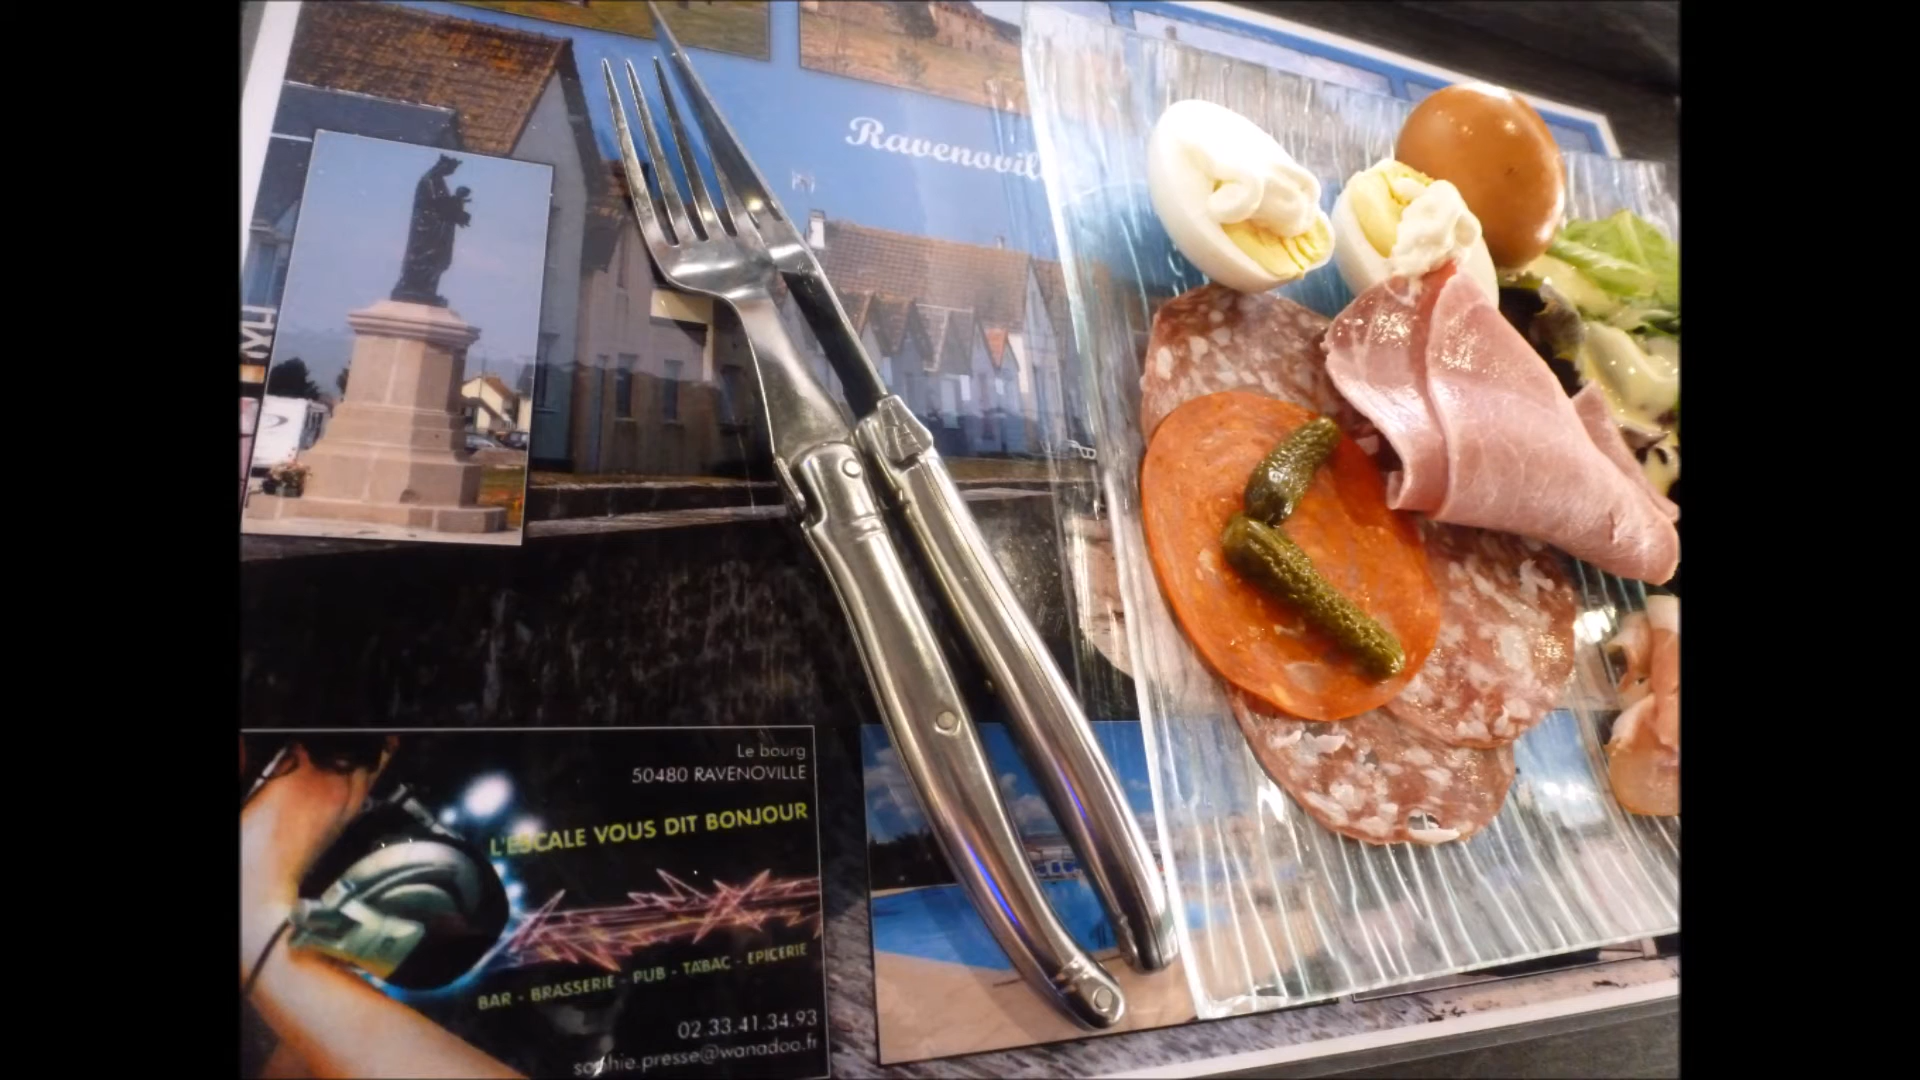 Ravenovil
Le bourg
50480 RAVENOVILLE
L'ESCALE VOUS DIT BONJOUR
BAR - BRASSERIE - PUB - TABAC - EPICERIE
02.33.41.34.93
sophie.presse@wanadoo.fr